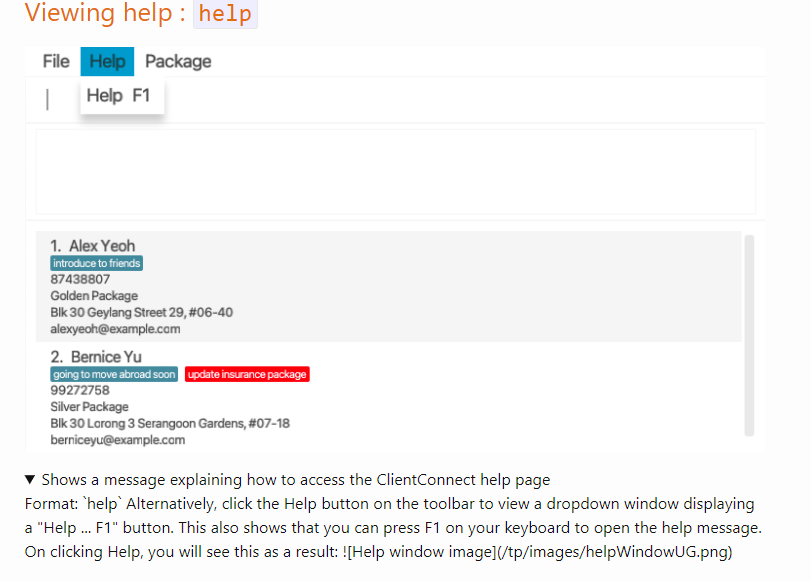 Viewing help : help
File Help Package
Help F1
1. Alex Yeoh
introduce to friends
87438807
Golden Package
Blk 30 Geylang Street 29, #06-40
alexyeoh@example.com
2. Bernice Yu
going to move abroad soon update insurance package
99272758
Silver Package
Blk 30 Lorong 3 Serangoon Gardens, #07-18
berniceyu@example.com
▼ Shows a message explaining how to access the ClientConnect help page
Format: `help` Alternatively, click the Help button on the toolbar to view a dropdown window displaying
a "Help ... F1" button. This also shows that you can press F1 on your keyboard to open the help message.
On clicking Help, you will see this as a result: ![Help window image](/tp/images/helpWindowUG.png)